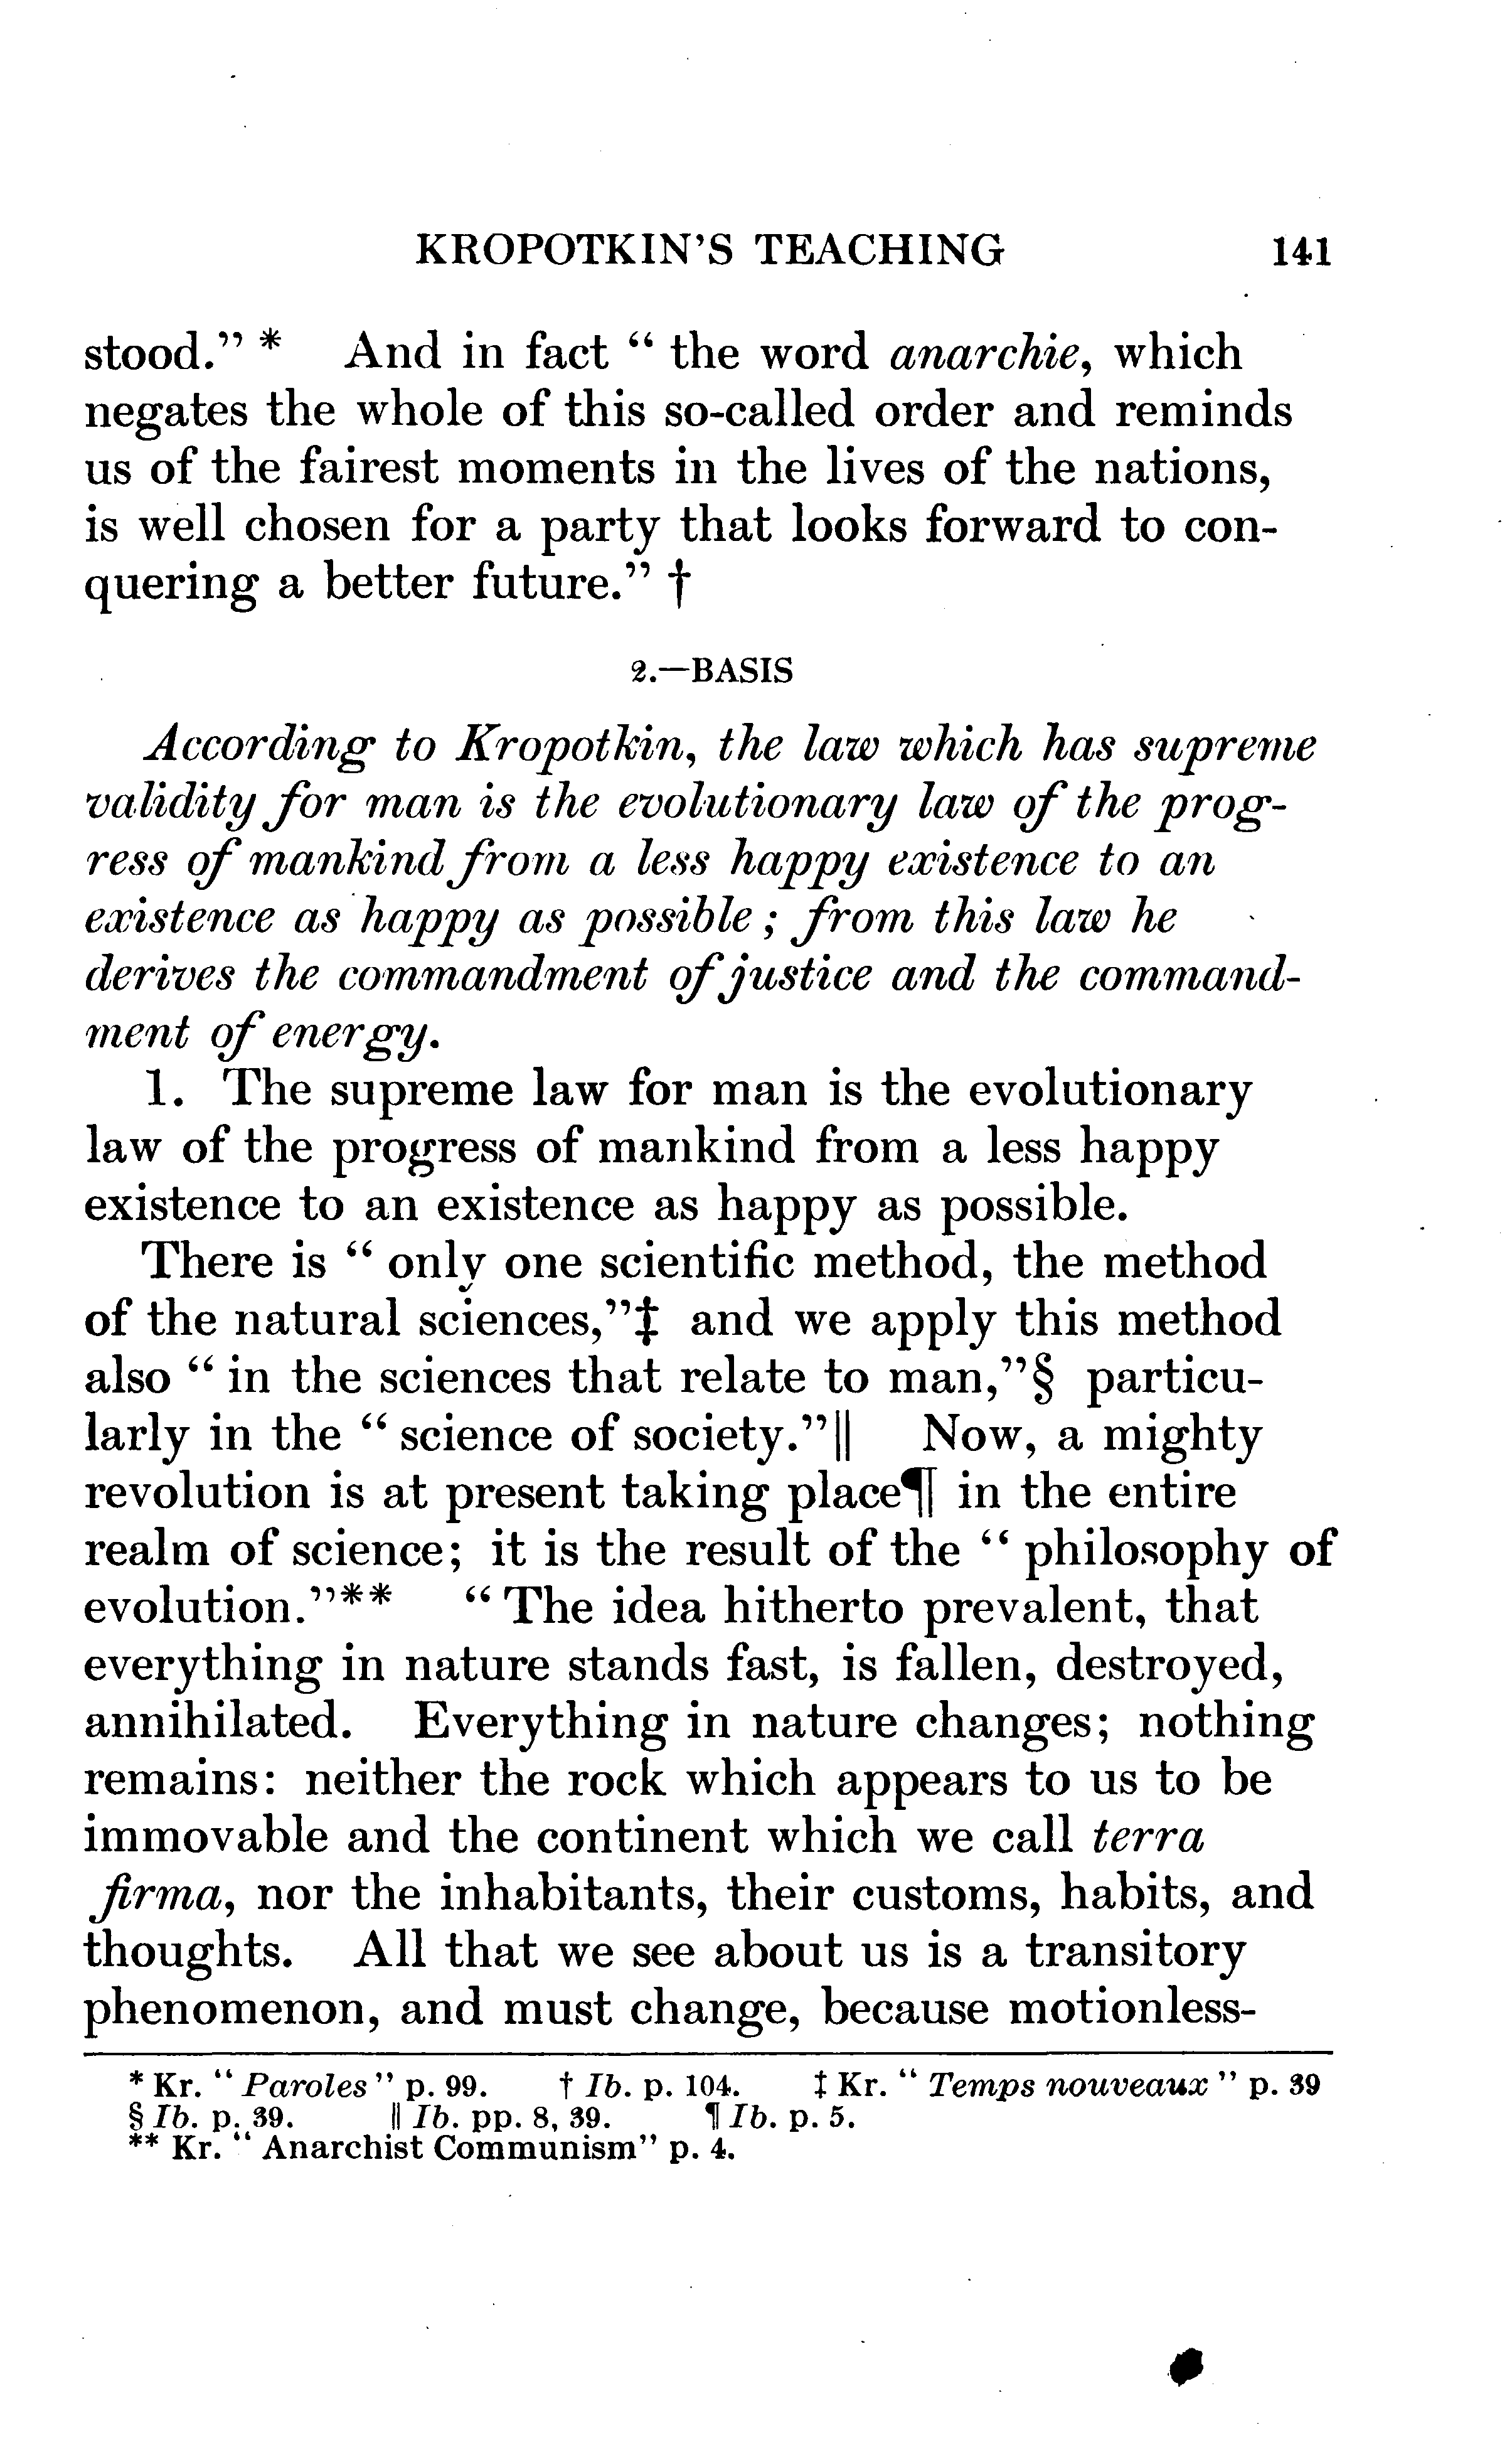 KROPOTKIN'S TEACHING 141
stood." * And in fact " the word anarchie, which
negates the whole of this so-called order and reminds
us of the fairest moments in the lives of the nations,
is well chosen for a party that looks forward to con-
quering a better future." †
2.—BASIS
According to Kropotkin, the law which has supreme
validity for man is the evolutionary law of the prog-
ress of mankind from a less happy existence to an
existence as happy as possible ; from this law he
derives the commandment of justice and the command-
ment of energy.
1. The supreme law for man is the evolutionary
law of the progress of mankind from a less happy
existence to an existence as happy as possible.
There is " only one scientific method, the method
of the natural sciences,"‡ and we apply this method
also " in the sciences that relate to man,"§ particu-
larly in the " science of society."‖ Now, a mighty
revolution is at present taking place¶ in the entire
realm of science; it is the result of the " philosophy of
evolution."** " The idea hitherto prevalent, that
everything in nature stands fast, is fallen, destroyed,
annihilated. Everything in nature changes; nothing
remains: neither the rock which appears to us to be
immovable and the continent which we call terra
firma, nor the inhabitants, their customs, habits, and
thoughts. All that we see about us is a transitory
phenomenon, and must change, because motionless-
* Kr. " Paroles " p. 99. † Ib. p. 104. ‡ Kr. " Temps nouveaux " p. 39
§ Ib. p. 39. ‖ Ib. pp. 8, 39. ¶ Ib. p. 5.
** Kr. " Anarchist Communism" p. 4.